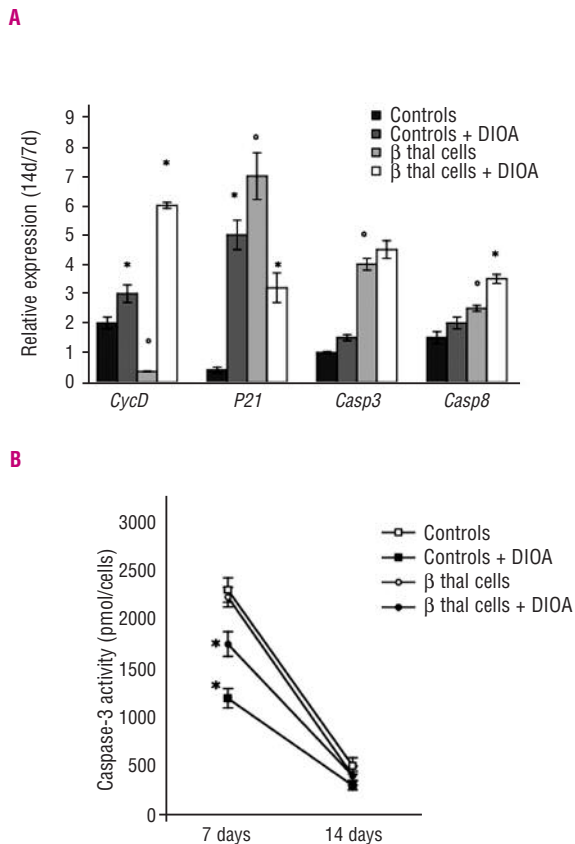 A
Relative expression (14d/7d)
9
8
7
6
5
4
3
2
1
0
Controls
Controls + DIOA
β thal cells
β thal cells + DIOA
*
°
*
*
°
*
°
°
*
CycD P21 Casp3 Casp8
B
Caspase-3 activity (pmol/cells)
3000
2500
2000
1500
1000
500
0
Controls
Controls + DIOA
β thal cells
β thal cells + DIOA
*
*
7 days 14 days